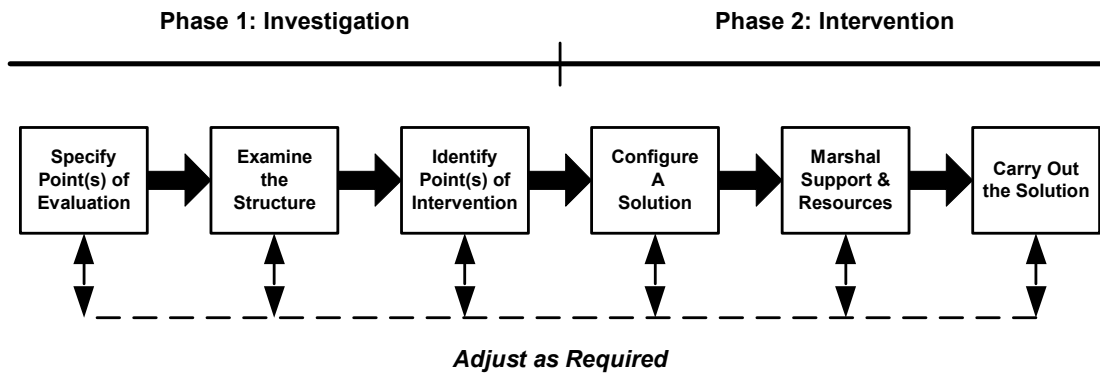 Phase 1: Investigation
Phase 2: Intervention
Specify
Point(s) of
Evaluation
Examine
the
Structure
Identify
Point(s) of
Intervention
Configure
A
Solution
Marshal
Support &
Resources
Carry Out
the Solution
Adjust as Required